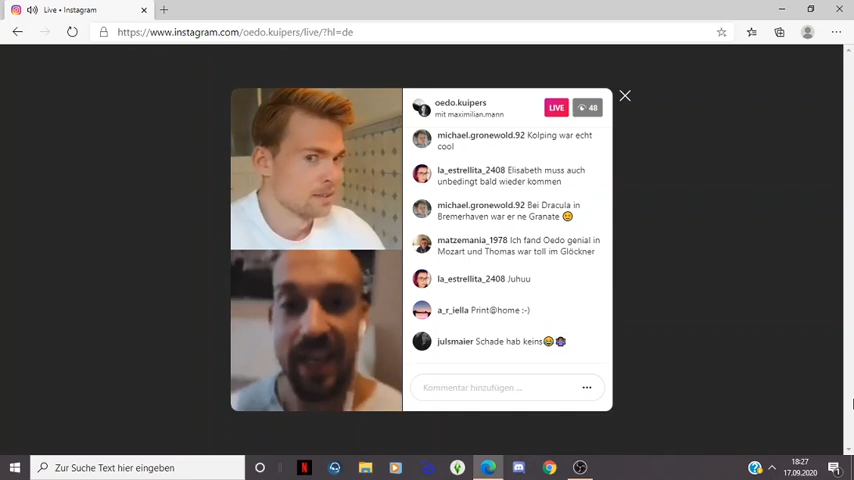 Live • Instagram
https://www.instagram.com/oedo.kuipers/live/?hl=de
oedo.kuipers
mit maximilian.mann
LIVE
48
michael.gronewold.92 Kolping war echt
cool
la_estrellita_2408 Elisabeth muss auch
unbedingt bald wieder kommen
michael.gronewold.92 Bei Dracula in
Bremerhaven war er ne Granate 😊
matzemania_1978 Ich fand Oedo genial in
Mozart und Thomas war toll im Glöckner
la_estrellita_2408 Juhuu
a_r_iella Print@home :-)
julsmaier Schade hab keins😂🤷🏿‍♀️
Kommentar hinzufügen ...
Zur Suche Text hier eingeben
18:27
17.09.2020